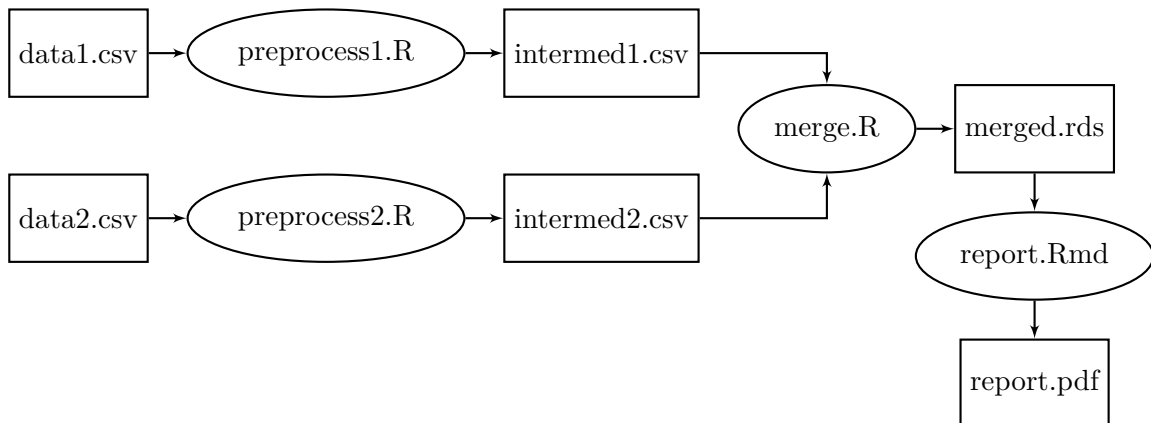 data1.csv
preprocess1.R
intermed1.csv
data2.csv
preprocess2.R
intermed2.csv
merge.R
merged.rds
report.Rmd
report.pdf